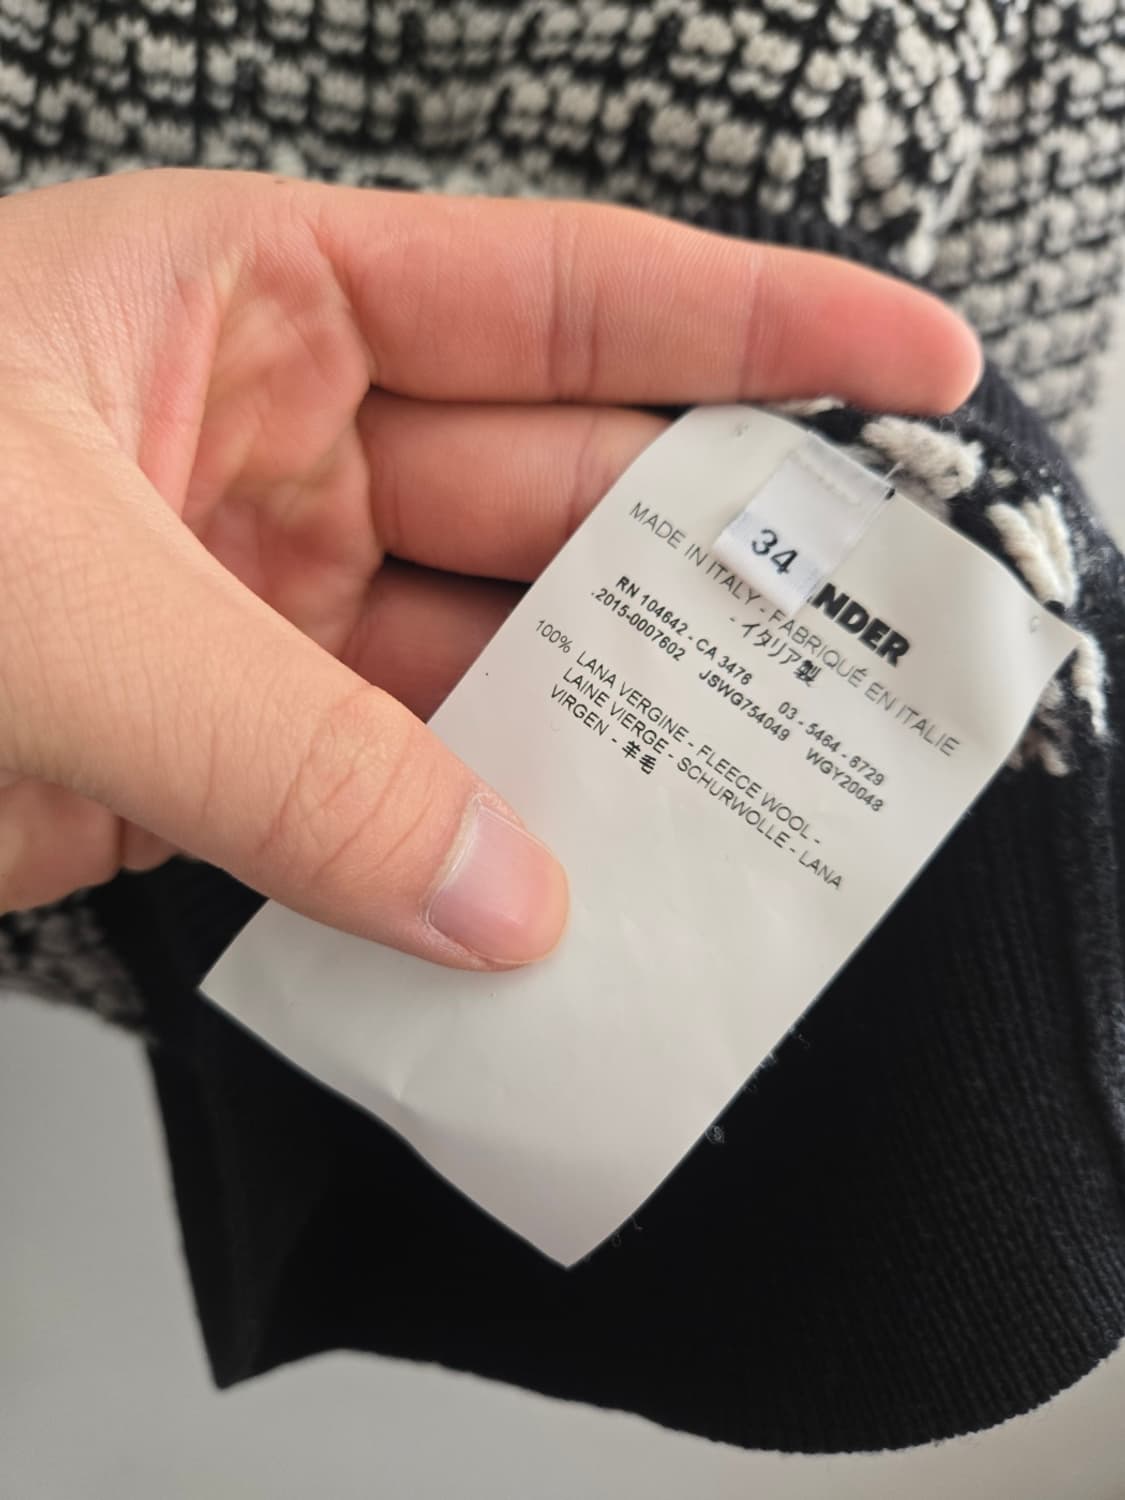 34
NDER
MADE IN ITALY - FABRIQUÉ EN ITALIE
- イタリア製
RN 104642 - CA 3476 03 - 5464 - 6729
.2015-0007602 JSWG754049 WGY20048
100% LANA VERGINE - FLEECE WOOL -
LAINE VIERGE - SCHURWOLLE - LANA
VIRGEN - 羊毛